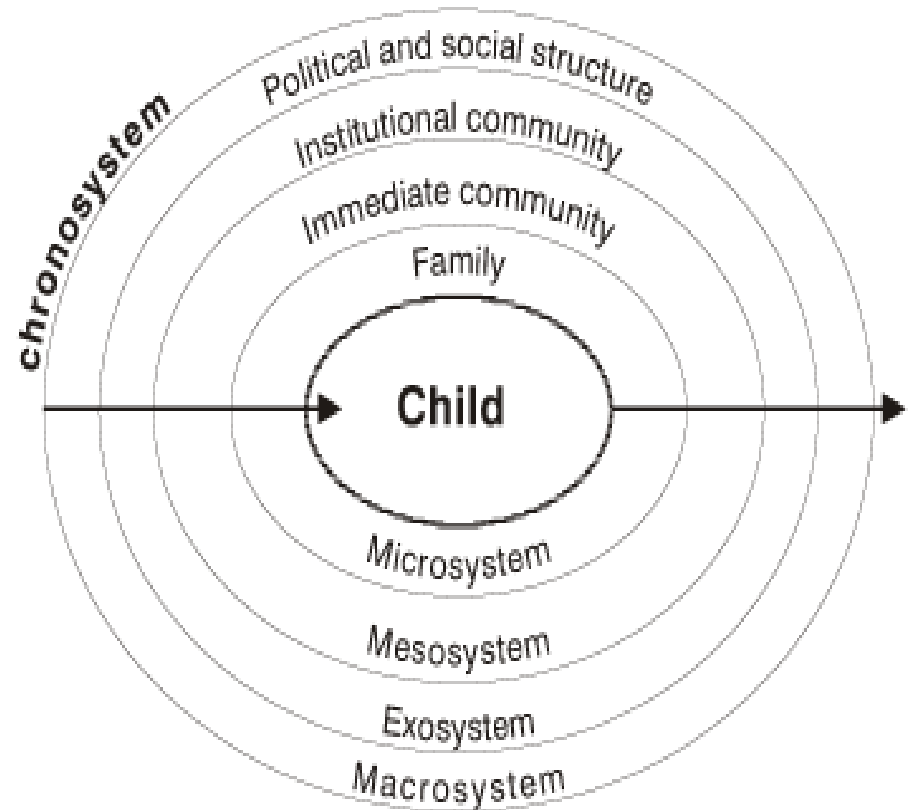 Political and social structure
chronosystem
Institutional community
Immediate community
Family
Child
Microsystem
Mesosystem
Exosystem
Macrosystem